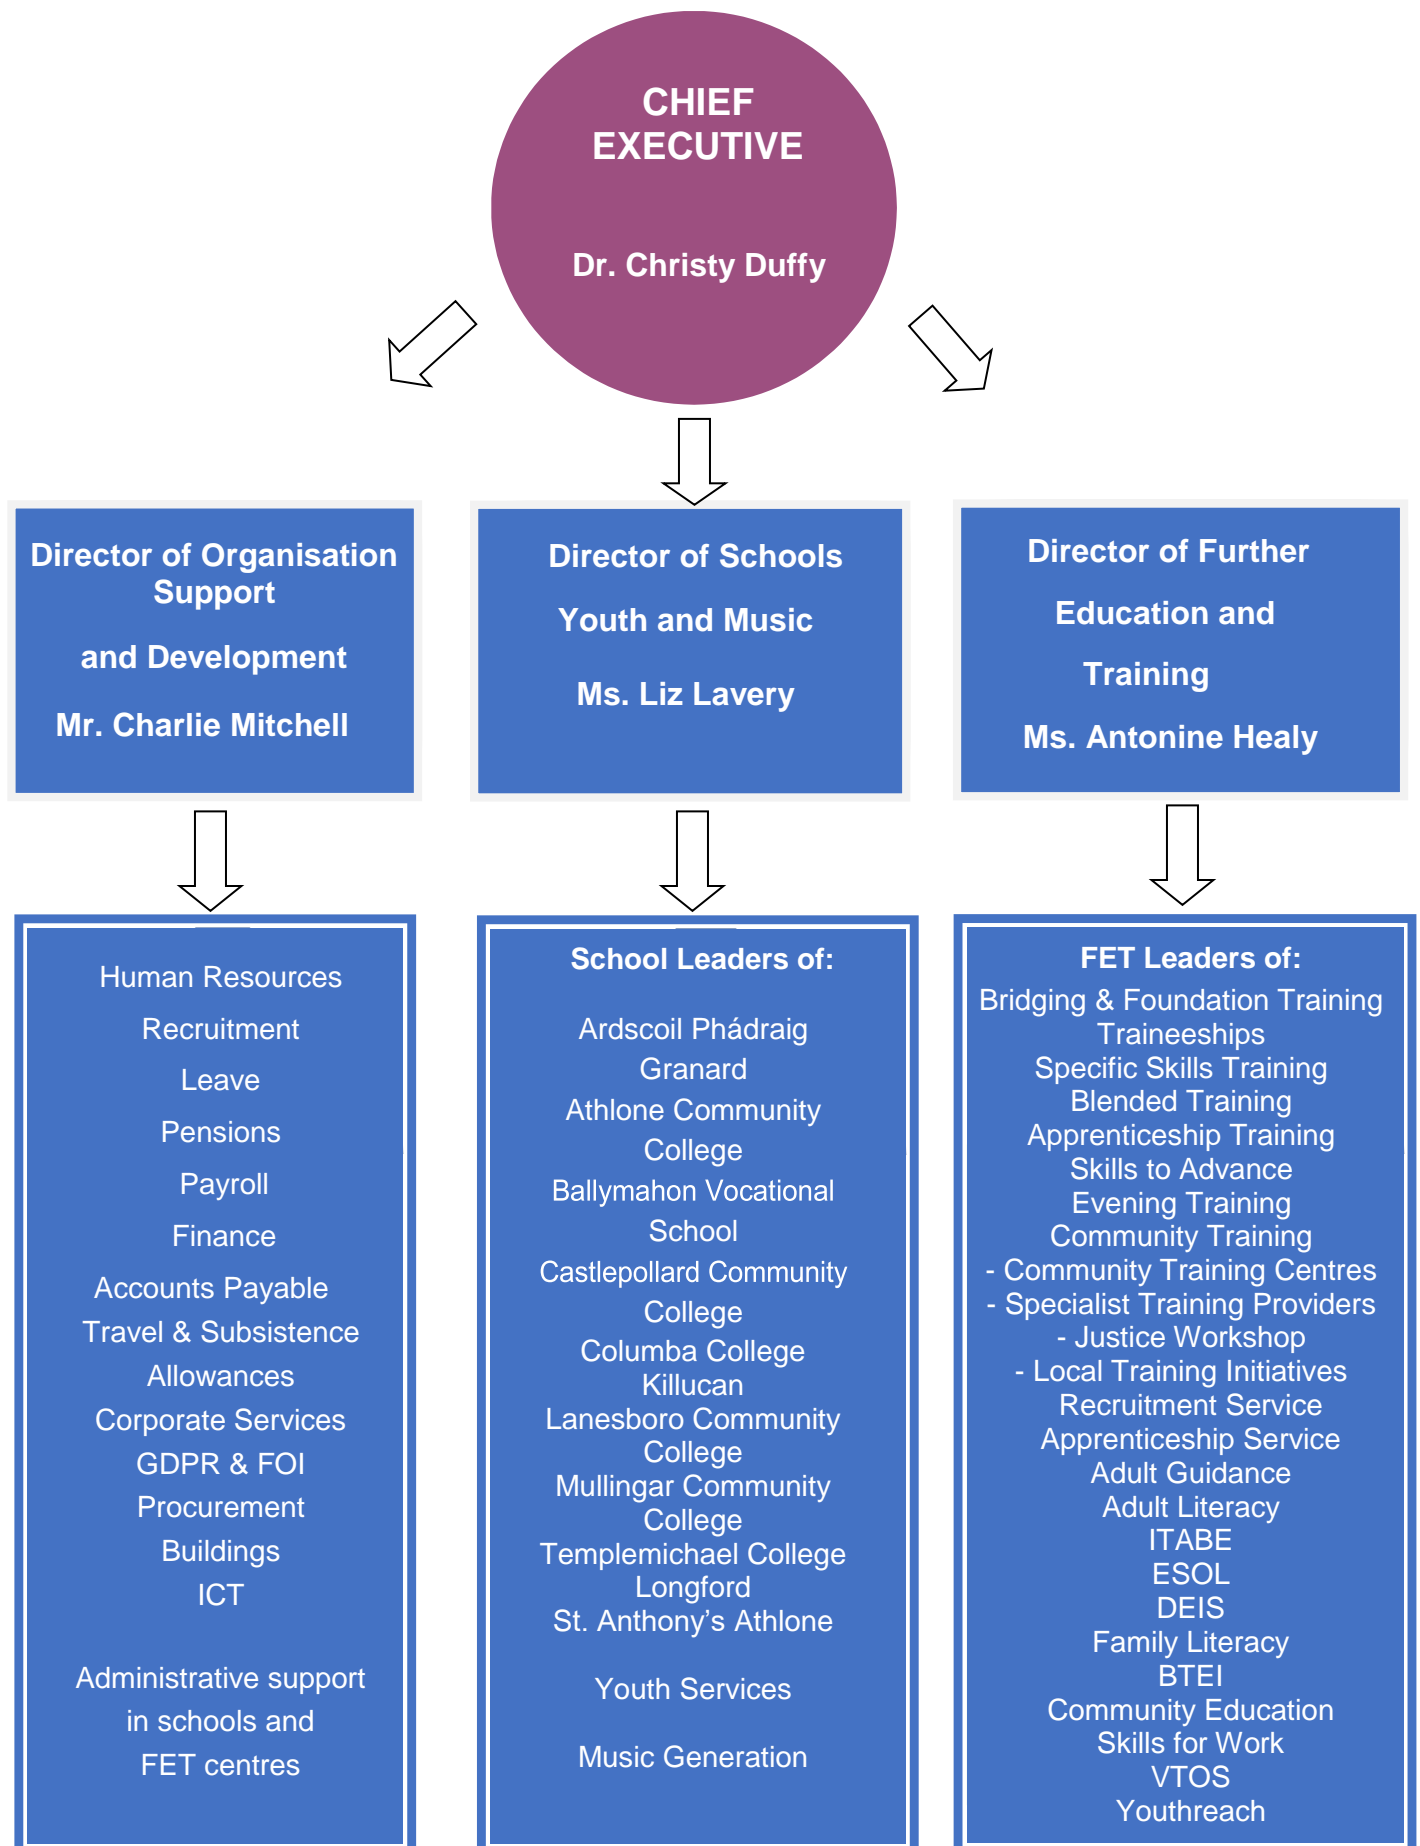 CHIEF
EXECUTIVE
Dr. Christy Duffy
Director of Organisation
Support
and Development
Mr. Charlie Mitchell
Director of Schools
Youth and Music
Ms. Liz Lavery
Director of Further
Education and
Training
Ms. Antonine Healy
Human Resources
Recruitment
Leave
Pensions
Payroll
Finance
Accounts Payable
Travel & Subsistence
Allowances
Corporate Services
GDPR & FOI
Procurement
Buildings
ICT
Administrative support
in schools and
FET centres
School Leaders of:
Ardscoil Phádraig
Granard
Athlone Community
College
Ballymahon Vocational
School
Castlepollard Community
College
Columba College
Killucan
Lanesboro Community
College
Mullingar Community
College
Templemichael College
Longford
St. Anthony’s Athlone
Youth Services
Music Generation
FET Leaders of:
Bridging & Foundation Training
Traineeships
Specific Skills Training
Blended Training
Apprenticeship Training
Skills to Advance
Evening Training
Community Training
- Community Training Centres
- Specialist Training Providers
- Justice Workshop
- Local Training Initiatives
Recruitment Service
Apprenticeship Service
Adult Guidance
Adult Literacy
ITABE
ESOL
DEIS
Family Literacy
BTEI
Community Education
Skills for Work
VTOS
Youthreach